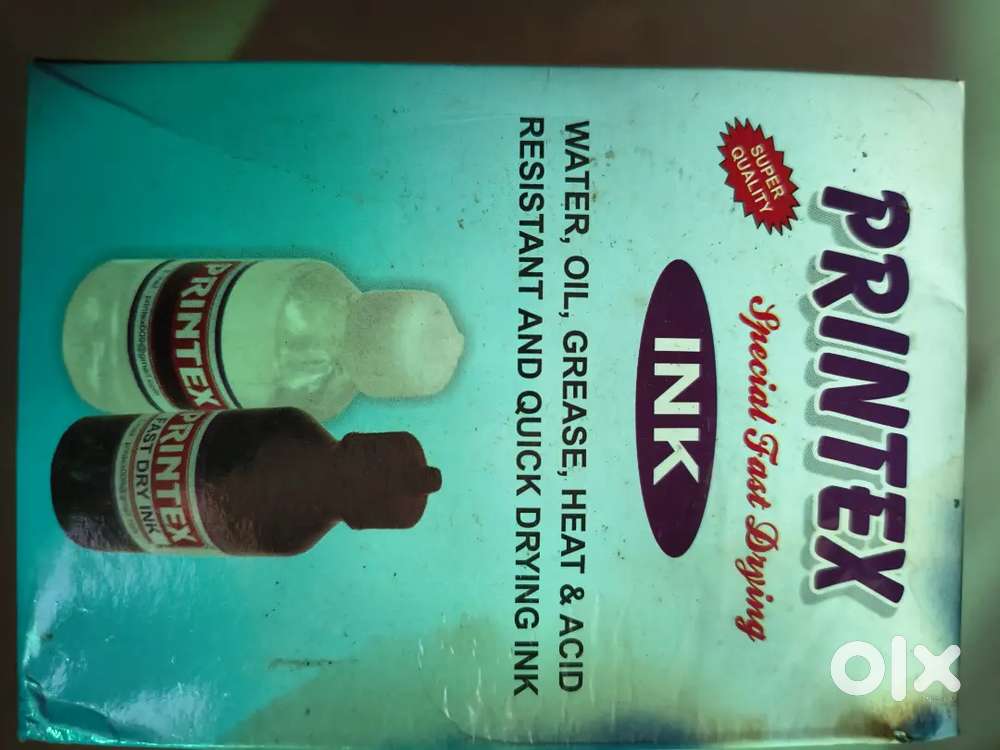 PRINTEX
Special Fast Drying
SUPER
QUALITY
INK
WATER, OIL, GREASE, HEAT & ACID
RESISTANT AND QUICK DRYING INK
PRINTEX
PRINTEX
FAST DRY INK
olx